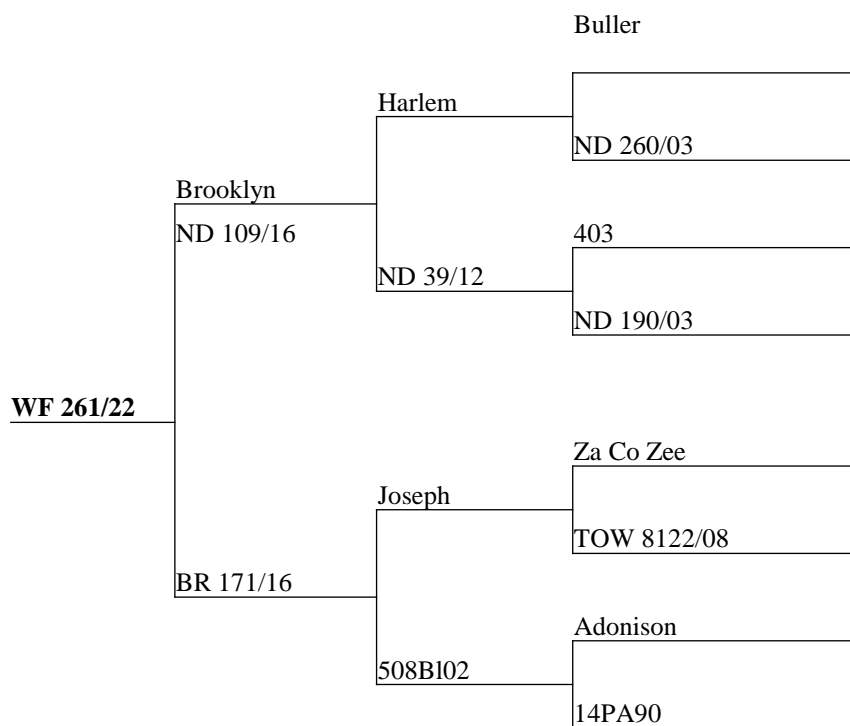 Buller
Harlem
ND 260/03
Brooklyn
ND 109/16
403
ND 39/12
ND 190/03
WF 261/22
Za Co Zee
Joseph
TOW 8122/08
BR 171/16
Adonison
508Bl02
14PA90